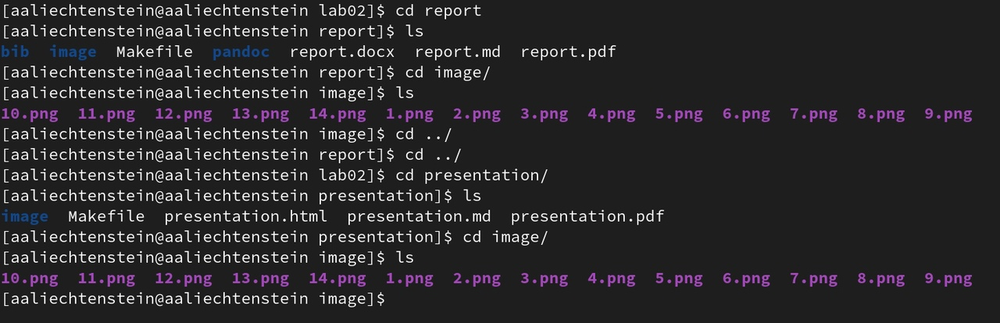 [aaliechtenstein@aaliechtenstein lab02]$ cd report
[aaliechtenstein@aaliechtenstein report]$ ls
bib  image  Makefile  pandoc  report.docx  report.md  report.pdf
[aaliechtenstein@aaliechtenstein report]$ cd image/
[aaliechtenstein@aaliechtenstein image]$ ls
10.png  11.png  12.png  13.png  14.png  1.png  2.png  3.png  4.png  5.png  6.png  7.png  8.png  9.png
[aaliechtenstein@aaliechtenstein image]$ cd ../
[aaliechtenstein@aaliechtenstein report]$ cd ../
[aaliechtenstein@aaliechtenstein lab02]$ cd presentation/
[aaliechtenstein@aaliechtenstein presentation]$ ls
image  Makefile  presentation.html  presentation.md  presentation.pdf
[aaliechtenstein@aaliechtenstein presentation]$ cd image/
[aaliechtenstein@aaliechtenstein image]$ ls
10.png  11.png  12.png  13.png  14.png  1.png  2.png  3.png  4.png  5.png  6.png  7.png  8.png  9.png
[aaliechtenstein@aaliechtenstein image]$